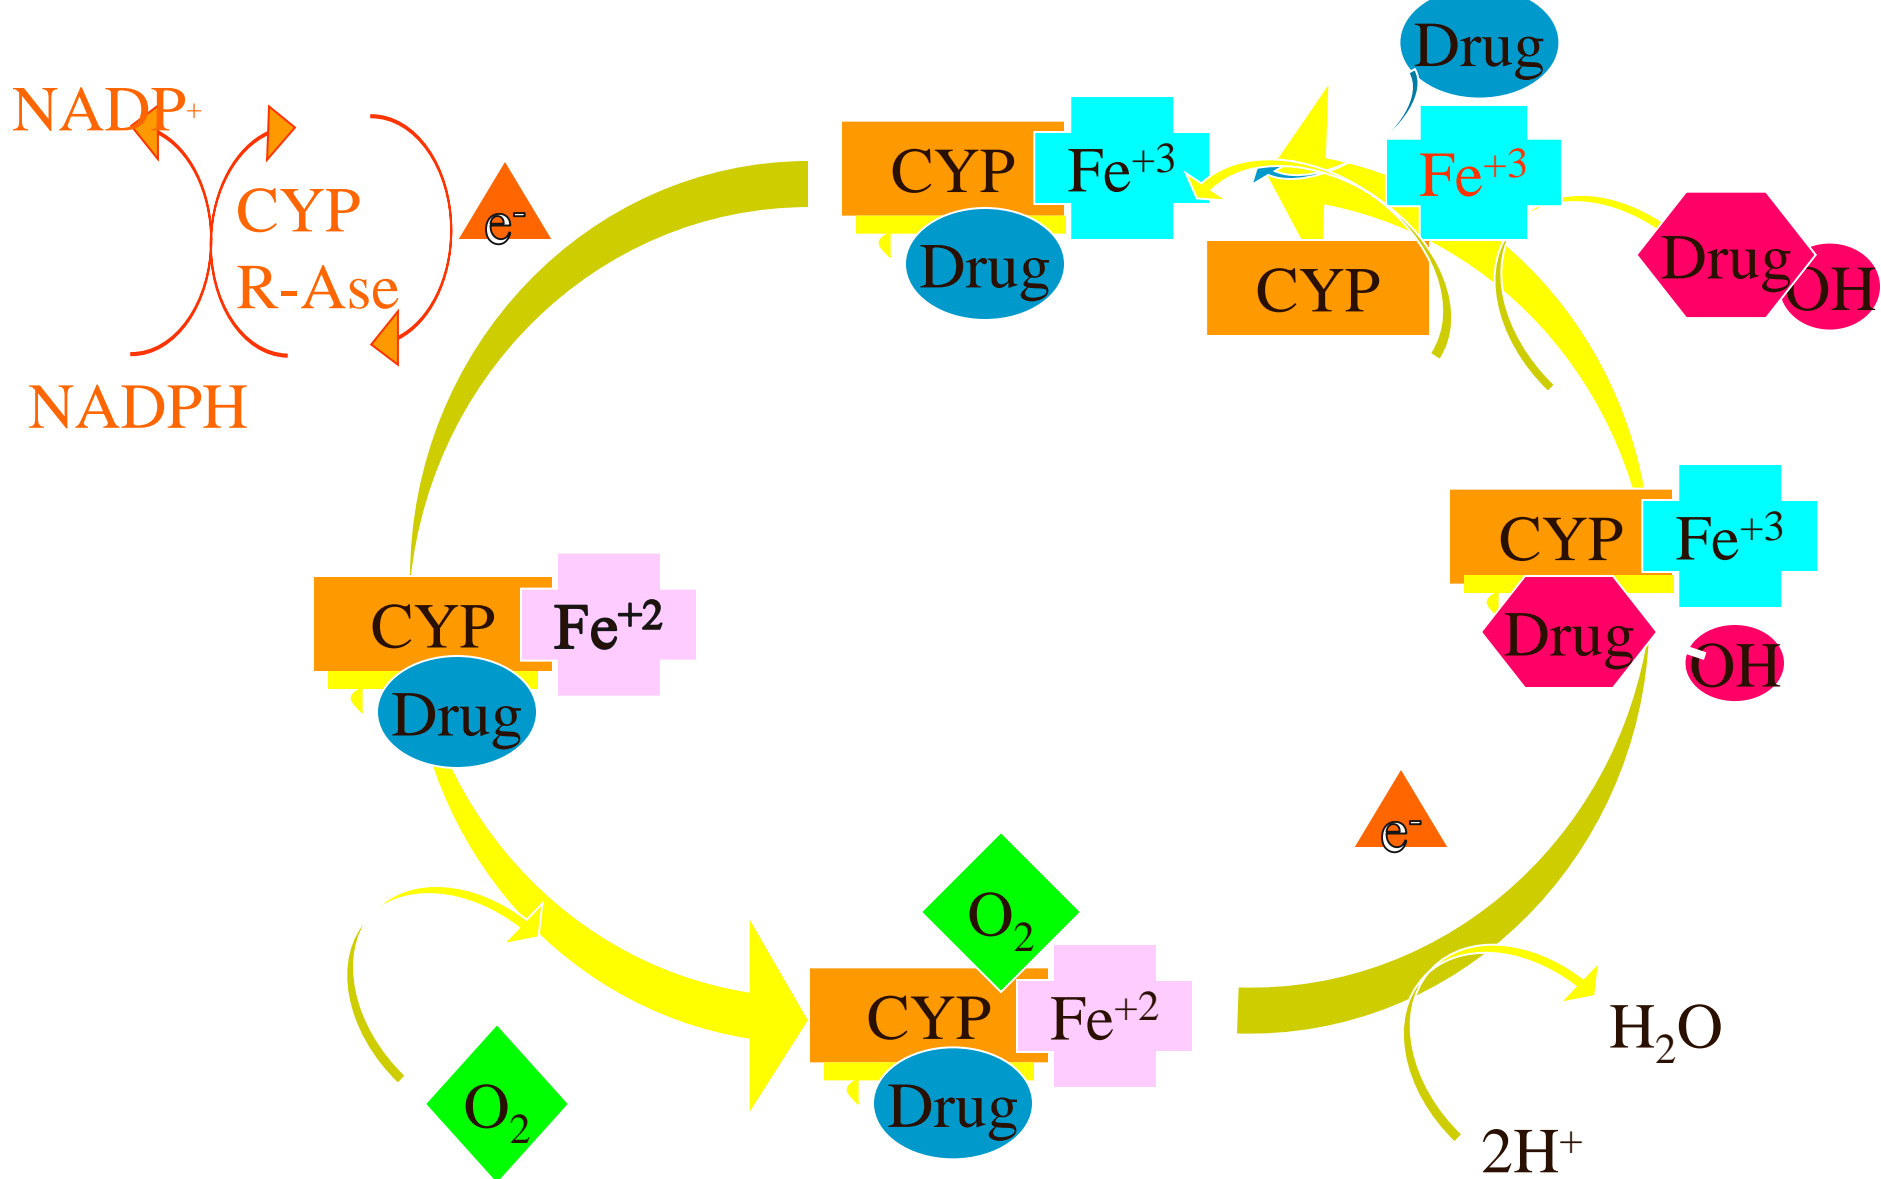 Drug
NADP+
CYP
Fe+3
Fe+3
e-
CYP
R-Ase
Drug
CYP
Drug
OH
NADPH
CYP
Fe+3
CYP
Fe+2
Drug
OH
Drug
e-
O2
CYP
Fe+2
H2O
O2
Drug
2H+